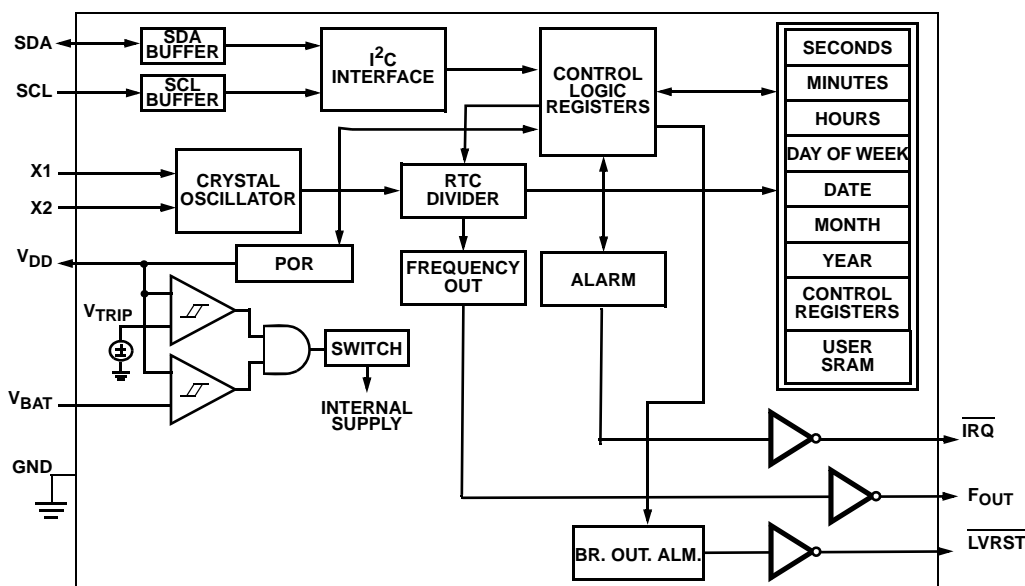 SDA
SDA
BUFFER
SCL
SCL
BUFFER
I²C
INTERFACE
CONTROL
LOGIC
REGISTERS
SECONDS
MINUTES
HOURS
DAY OF WEEK
DATE
MONTH
YEAR
CONTROL
REGISTERS
USER
SRAM
X1
X2
CRYSTAL
OSCILLATOR
RTC
DIVIDER
VDD
POR
FREQUENCY
OUT
ALARM
VTRIP
SWITCH
INTERNAL
SUPPLY
VBAT
GND
IRQ
FOUT
BR. OUT. ALM.
LVRST